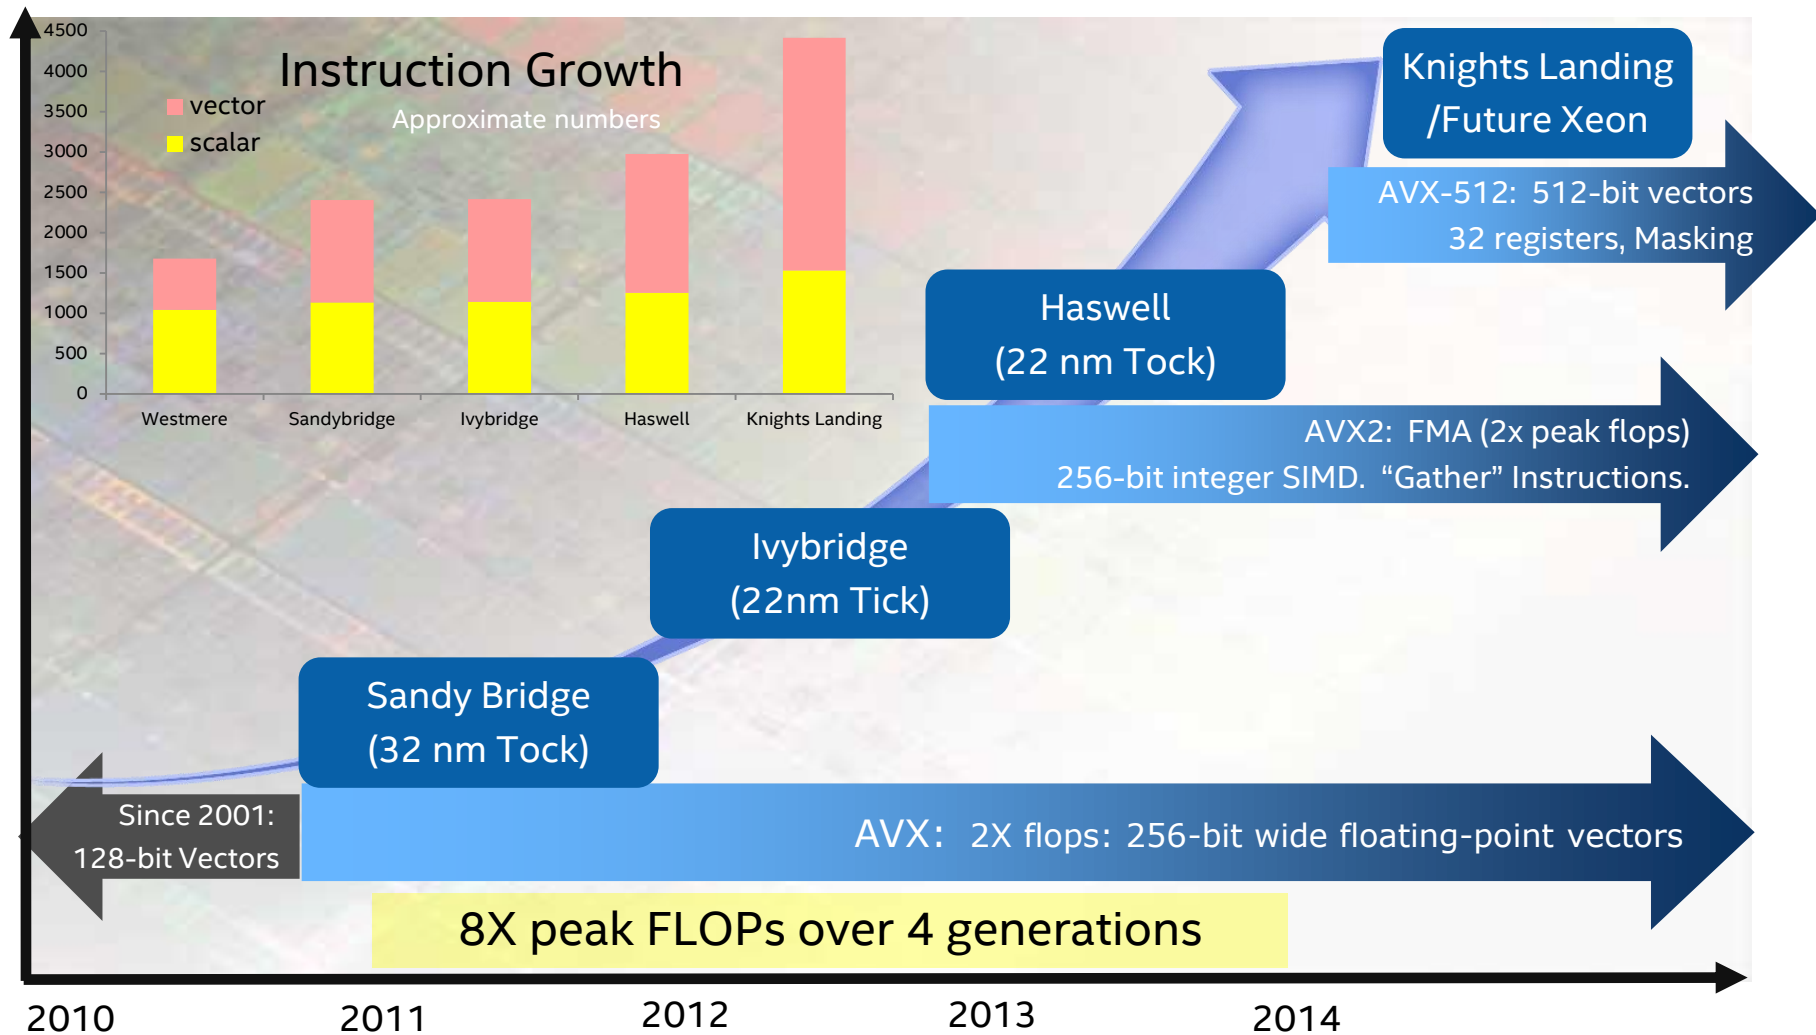 4500
4000
3500
3000
2500
2000
1500
1000
500
0
Instruction Growth
Approximate numbers
vector
scalar
Westmere
Sandybridge
Ivybridge
Haswell
Knights Landing
Knights Landing
/Future Xeon
AVX-512: 512-bit vectors
32 registers, Masking
Haswell
(22 nm Tock)
AVX2: FMA (2x peak flops)
256-bit integer SIMD. “Gather” Instructions.
Ivybridge
(22nm Tick)
Sandy Bridge
(32 nm Tock)
Since 2001:
128-bit Vectors
AVX: 2X flops: 256-bit wide floating-point vectors
8X peak FLOPs over 4 generations
2010
2011
2012
2013
2014